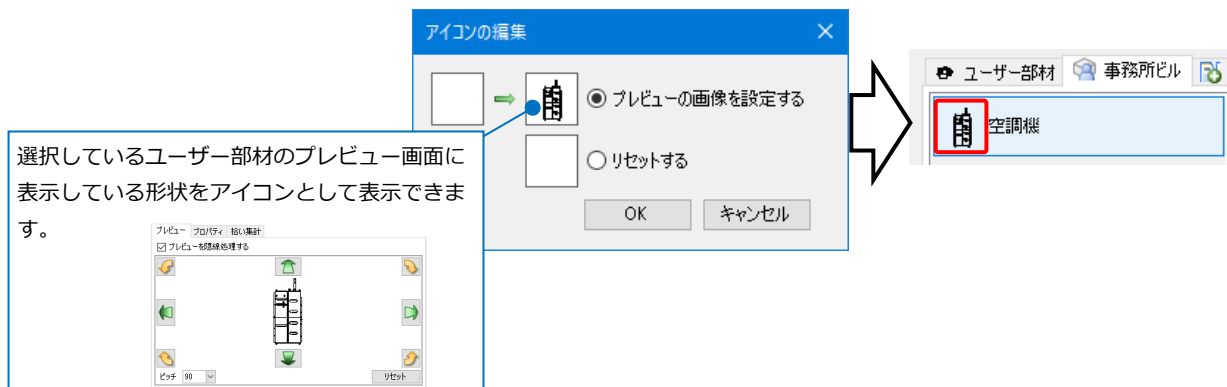 アイコンの編集
プレビューの画像を設定する
リセットする
OK キャンセル
ユーザー部材 事務所ビル
空調機
選択しているユーザー部材のプレビュー画面に
表示している形状をアイコンとして表示できま
す。
プレビュー プロパティ 拾い集計
プレビューを隠線処理する
ピッチ 90 リセット